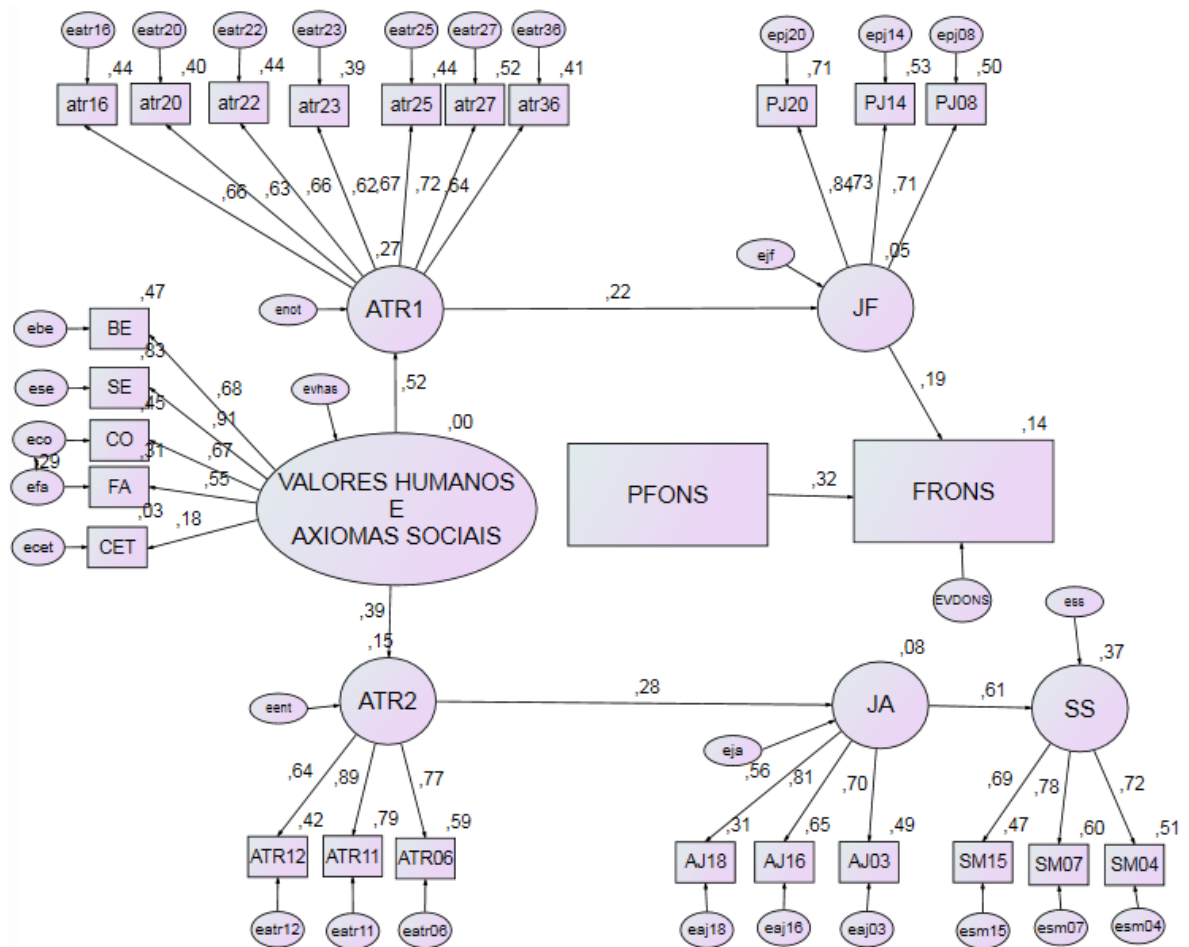 eatr16 eatr20 eatr22 eatr23 eatr25 eatr27 eatr36
,44 ,40 ,44 ,39 ,44 ,52 ,41
atr16 atr20 atr22 atr23 atr25 atr27 atr36
,66 ,63 ,66 ,62 ,67 ,72 ,64
epj20 epj14 epj08
,71 ,53 ,50
PJ20 PJ14 PJ08
,84 ,73 ,71
,27
enot
ATR1
,22
ejf
,05
JF
,47
ebe
BE
,83
ese
SE
,45
eco
CO
,31
,29
efa
FA
,03
ecet
CET
,68
,91
,67
,55
,18
,52
evhas
,00
VALORES HUMANOS
E
AXIOMAS SOCIAIS
,19
PFONS
,32
,14
FRONS
EVDONS
,39
,15
eent
ATR2
,28
,08
JA
eja
,61
ess
,37
SS
,64 ,89 ,77
,42 ,79 ,59
ATR12 ATR11 ATR06
eatr12 eatr11 eatr06
,56 ,81 ,70
,31 ,65 ,49
AJ18 AJ16 AJ03
eaj18 eaj16 eaj03
,69 ,78 ,72
,47 ,60 ,51
SM15 SM07 SM04
esm15 esm07 esm04